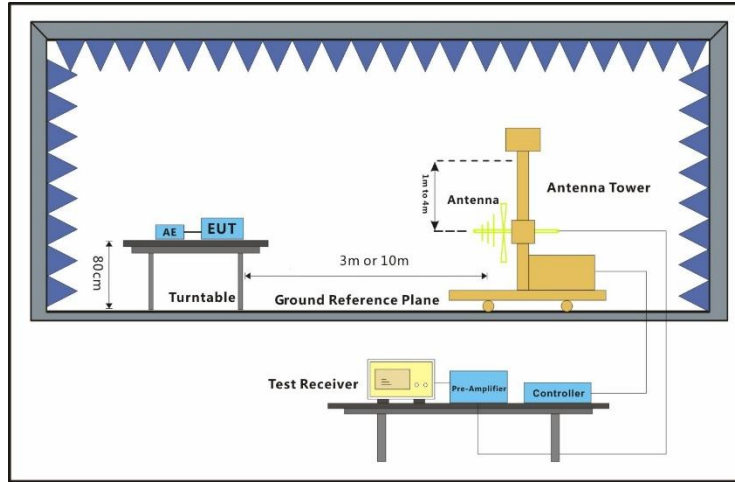 1m to 4m
Antenna
Antenna Tower
AE
EUT
80cm
3m or 10m
Turntable
Ground Reference Plane
Test Receiver
Pre-Amplifier
Controller